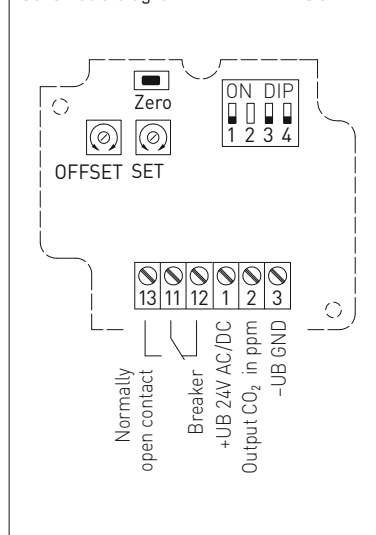 ON DIP
Zero
1 2 3 4
OFFSET SET
13 11 12 1 2 3
Normally
open contact
Breaker
+UB 24V AC/DC
Output CO₂ in ppm
-UB GND